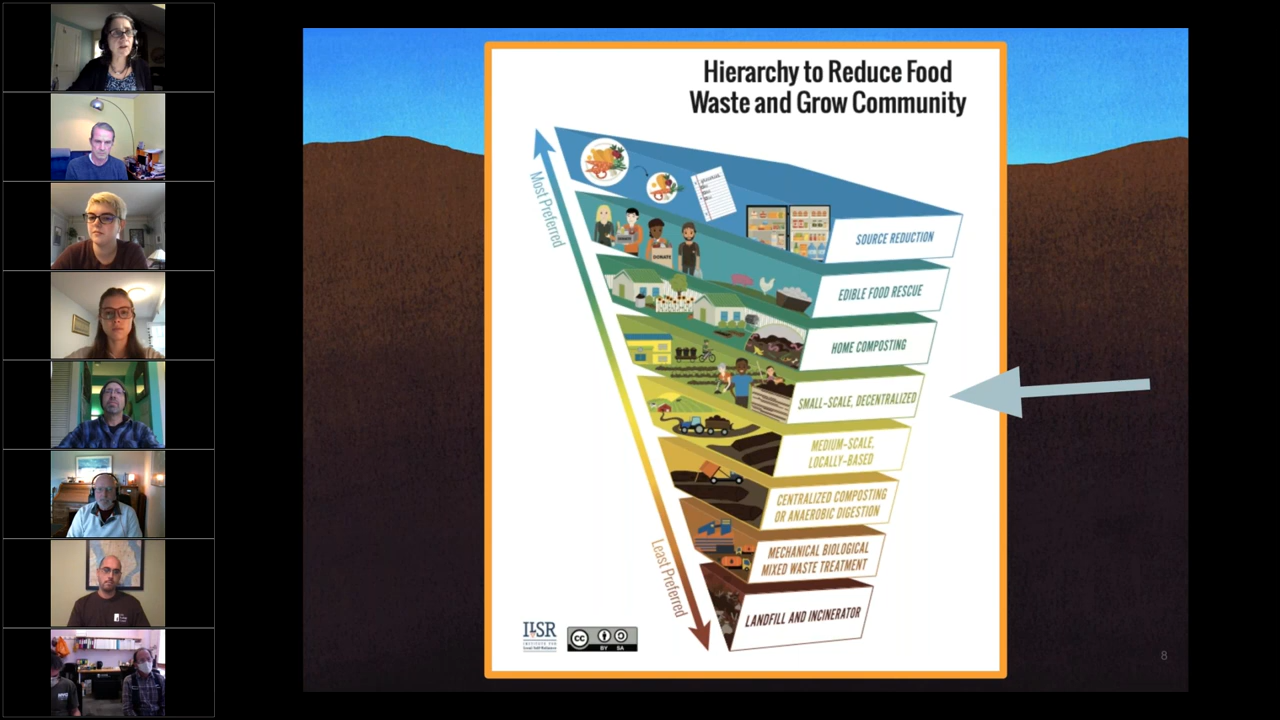 Hierarchy to Reduce Food
Waste and Grow Community
Most Preferred
DONATE
SOURCE REDUCTION
EDIBLE FOOD RESCUE
HOME COMPOSTING
SMALL-SCALE, DECENTRALIZED
MEDIUM-SCALE,
LOCALLY-BASED
CENTRALIZED COMPOSTING
OR ANAEROBIC DIGESTION
MECHANICAL BIOLOGICAL
MIXED WASTE TREATMENT
LANDFILL AND INCINERATOR
Least Preferred
ILSR
INSTITUTE FOR
Local Self-Reliance
cc
BY SA
8